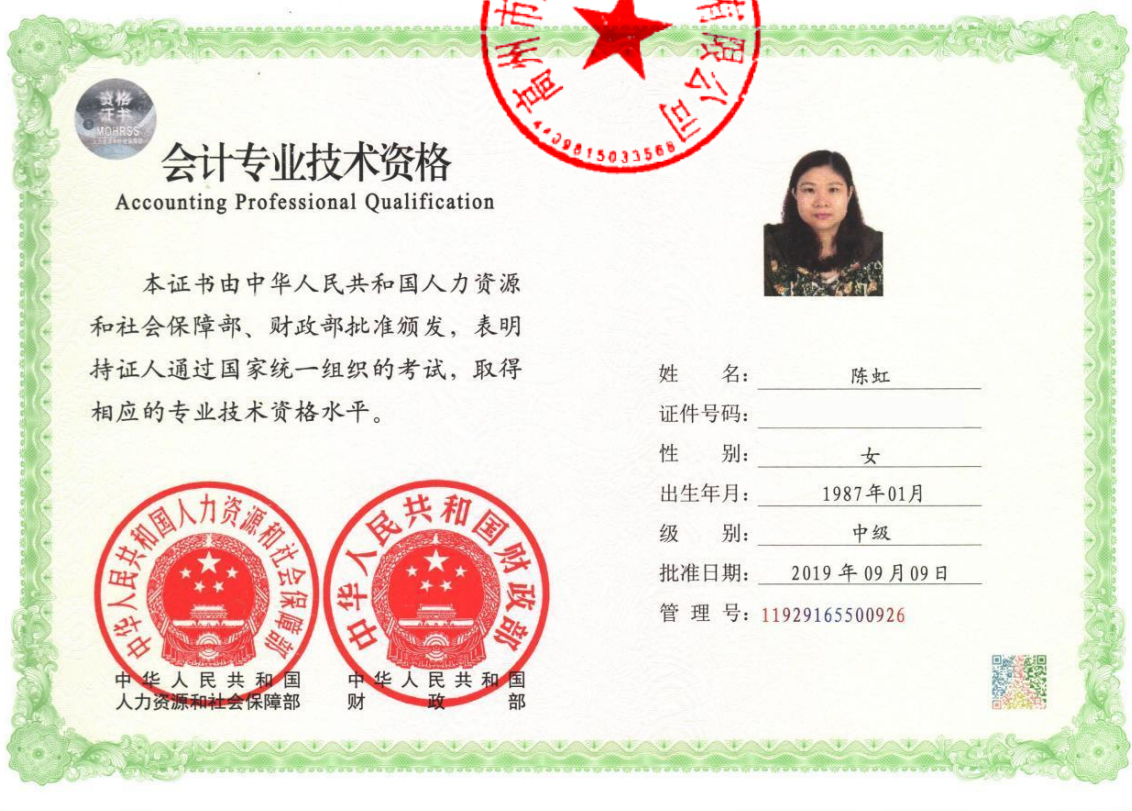 高州市
有限公司
资格
证书
MOHRSS
会计专业技术资格
Accounting Professional Qualification
本证书由中华人民共和国人力资源
和社会保障部、财政部批准颁发，表明
持证人通过国家统一组织的考试，取得
相应的专业技术资格水平。
姓 名： 陈虹
证件号码：
性 别： 女
出生年月： 1987年01月
级 别： 中级
批准日期： 2019 年 09 月 09 日
管 理 号：11929165500926
中华人民共和国人力资源和社会保障部
中华人民共和国财政部
中 华 人 民 共 和 国
人力资源和社会保障部
中 华 人 民 共 和 国
财 政 部